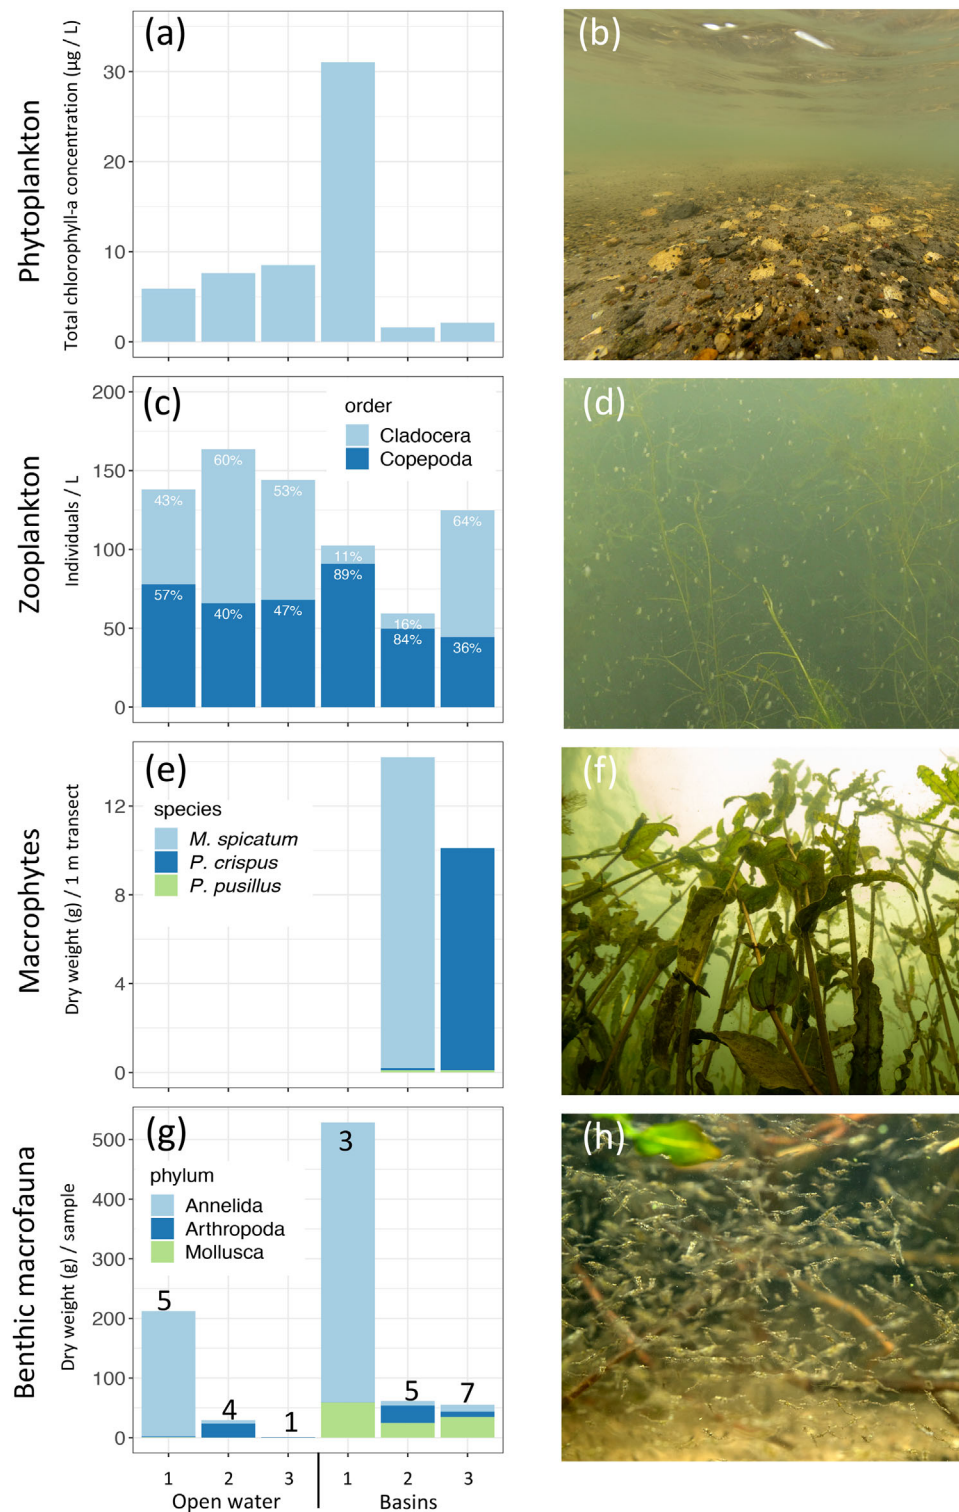 (a)
Phytoplankton
Total chlorophyll-a concentration (µg / L)
30
20
10
0
(b)
(c)
Zooplankton
Individuals / L
200
150
100
50
0
order
Cladocera
Copepoda
43%
57%
60%
40%
53%
47%
11%
89%
16%
84%
64%
36%
(d)
(e)
Macrophytes
Dry weight (g) / 1 m transect
12
8
4
0
species
M. spicatum
P. crispus
P. pusillus
(f)
(g)
Benthic macrofauna
Dry weight (g) / sample
500
400
300
200
100
0
phylum
Annelida
Arthropoda
Mollusca
5
4
1
3
5
7
(h)
1 2 3 1 2 3
Open water Basins